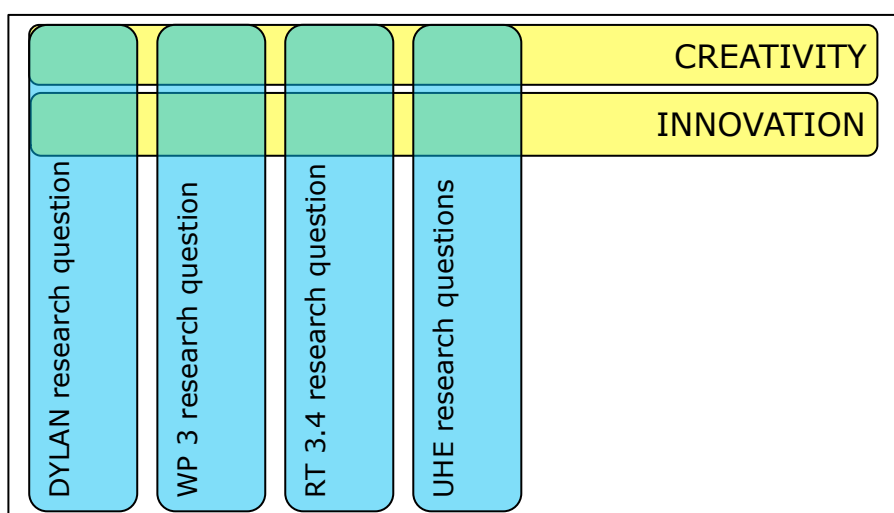 CREATIVITY
INNOVATION
DYLAN research question
WP 3 research question
RT 3.4 research question
UHE research questions